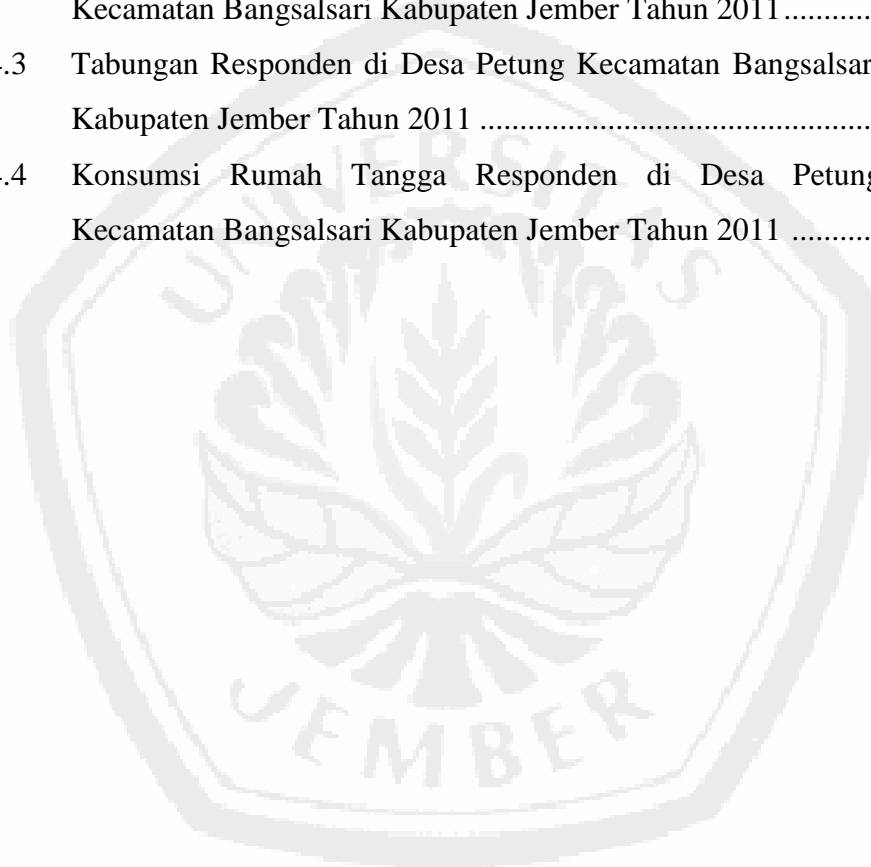 Kecamatan Bangsalsari Kabupaten Jember Tahun 2011............
.3 Tabungan Responden di Desa Petung Kecamatan Bangsalsar
Kabupaten Jember Tahun 2011 ..........................................................
.4 Konsumsi Rumah Tangga Responden di Desa Petung
Kecamatan Bangsalsari Kabupaten Jember Tahun 2011 ..........
UNIVERSITAS
JEMBER